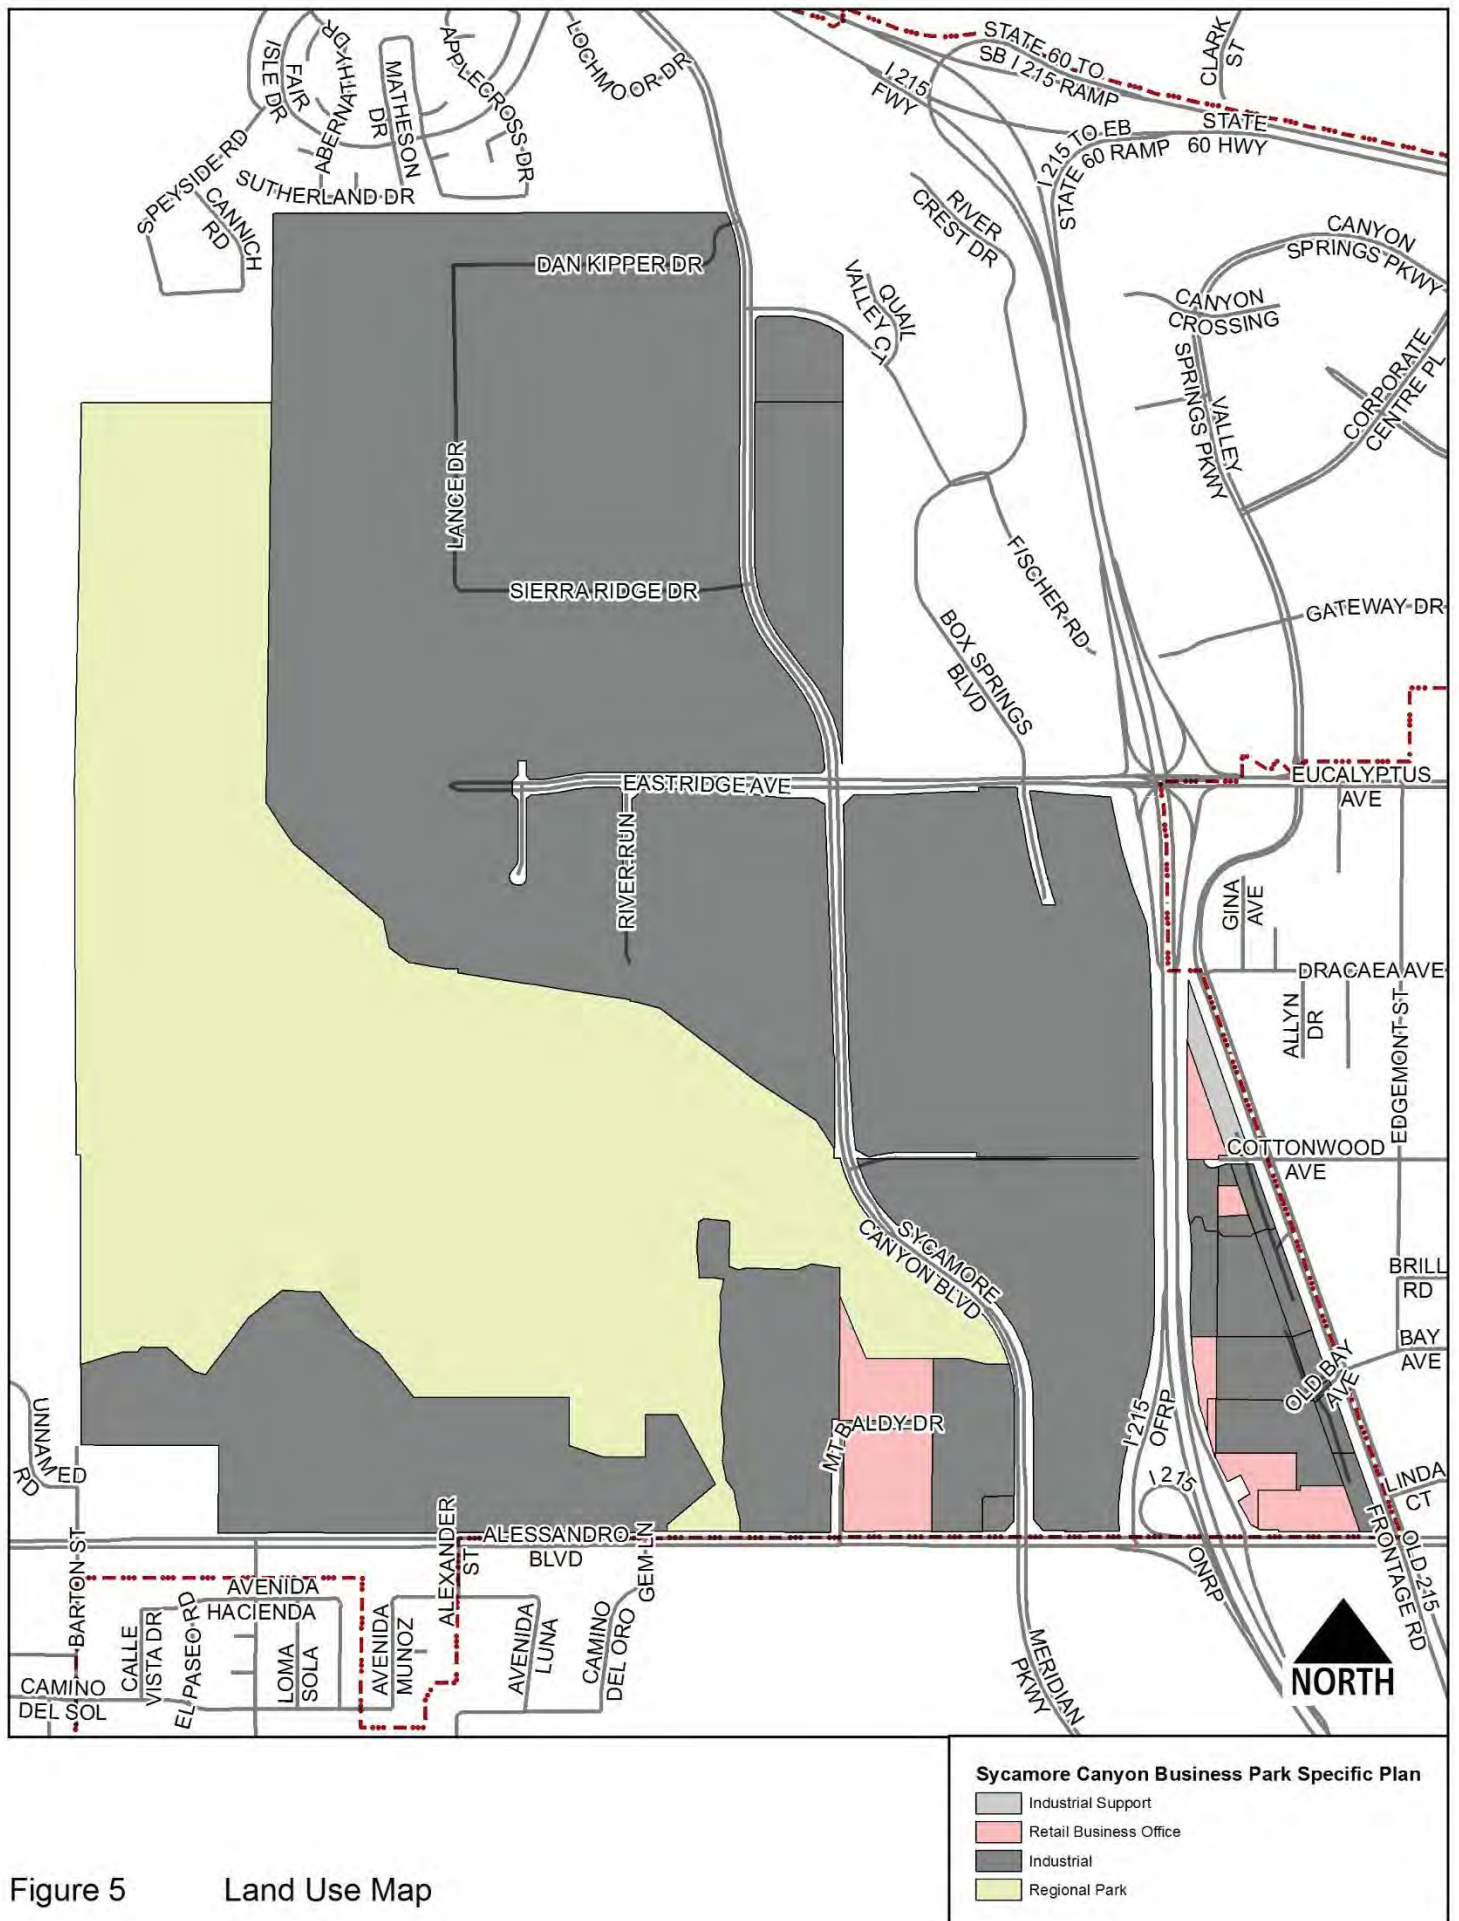 STATE 60 TO
SB I 215 RAMP
CLARK
ST
I 215
FWY
I 215 TO EB
STATE 60 RAMP
STATE
60 HWY
LOCHMOOR DR
APPLECROSS DR
ABERNATHY DR
FAIR
ISLE DR
MATHESON
DR
SPEYSIDE RD
SUTHERLAND DR
CANNICH
RD
RIVER
CREST DR
CANYON
SPRINGS PKWY
CANYON
CROSSING
QUAIL
VALLEY CT
DAN KIPPER DR
VALLEY
SPRINGS PKWY
CORPORATE
CENTRE PL
LANCE DR
SIERRA RIDGE DR
FISCHER RD
GATEWAY DR
BOX SPRINGS
BLVD
EASTRIDGE AVE
EUCALYPTUS
AVE
RIVER RUN
GINA
AVE
DRACAEA AVE
ALLYN
DR
EDGEMONT ST
COTTONWOOD
AVE
SYCAMORE
CANYON BLVD
BRILL
RD
BAY
AVE
OLD BAY
AVE
I 215
OFRP
MT BALDY DR
UNNAMED
RD
I 215
ONRP
LINDA
CT
OLD 215
FRONTAGE RD
ALESSANDRO
BLVD
ALEXANDER
ST
GEM LN
BARTON ST
AVENIDA
HACIENDA
CALLE
VISTA DR
EL PASEO RD
LOMA
SOLA
AVENIDA
MUNOZ
AVENIDA
LUNA
CAMINO
DEL ORO
CAMINO
DEL SOL
MERIDIAN
PKWY
NORTH
Sycamore Canyon Business Park Specific Plan
Industrial Support
Retail Business Office
Industrial
Regional Park
Figure 5 Land Use Map